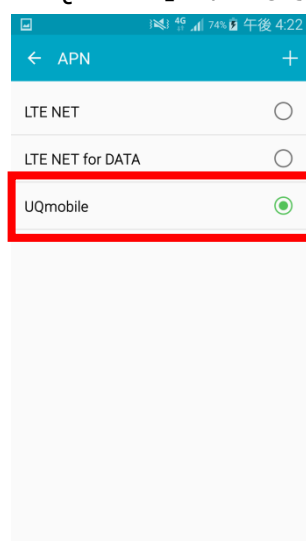 4G 74% 午後 4:22
APN
LTE NET
LTE NET for DATA
UQmobile